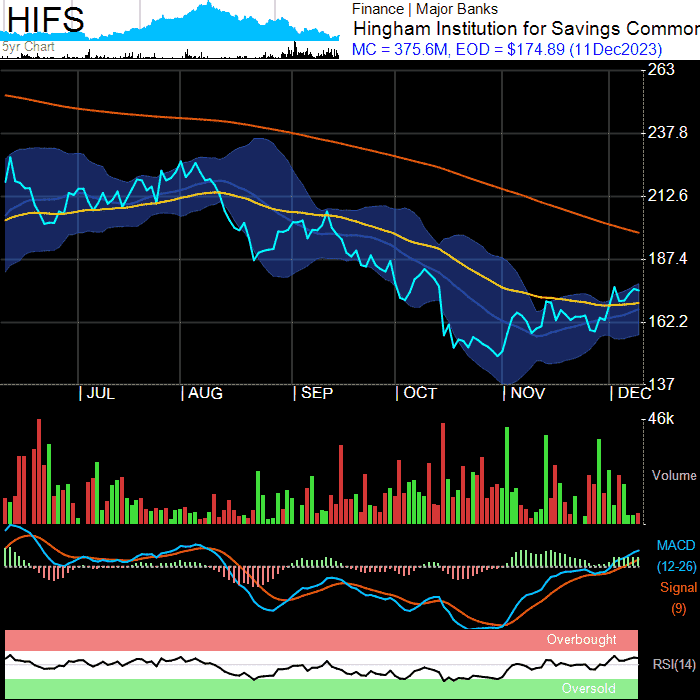 HIFS
5yr Chart
Finance | Major Banks
Hingham Institution for Savings Common
MC = 375.6M, EOD = $174.89 (11Dec2023)
263
237.8
212.6
187.4
162.2
137
JUL AUG SEP OCT NOV DEC
46k
Volume
MACD
(12-26)
Signal
(9)
Overbought
RSI(14)
Oversold